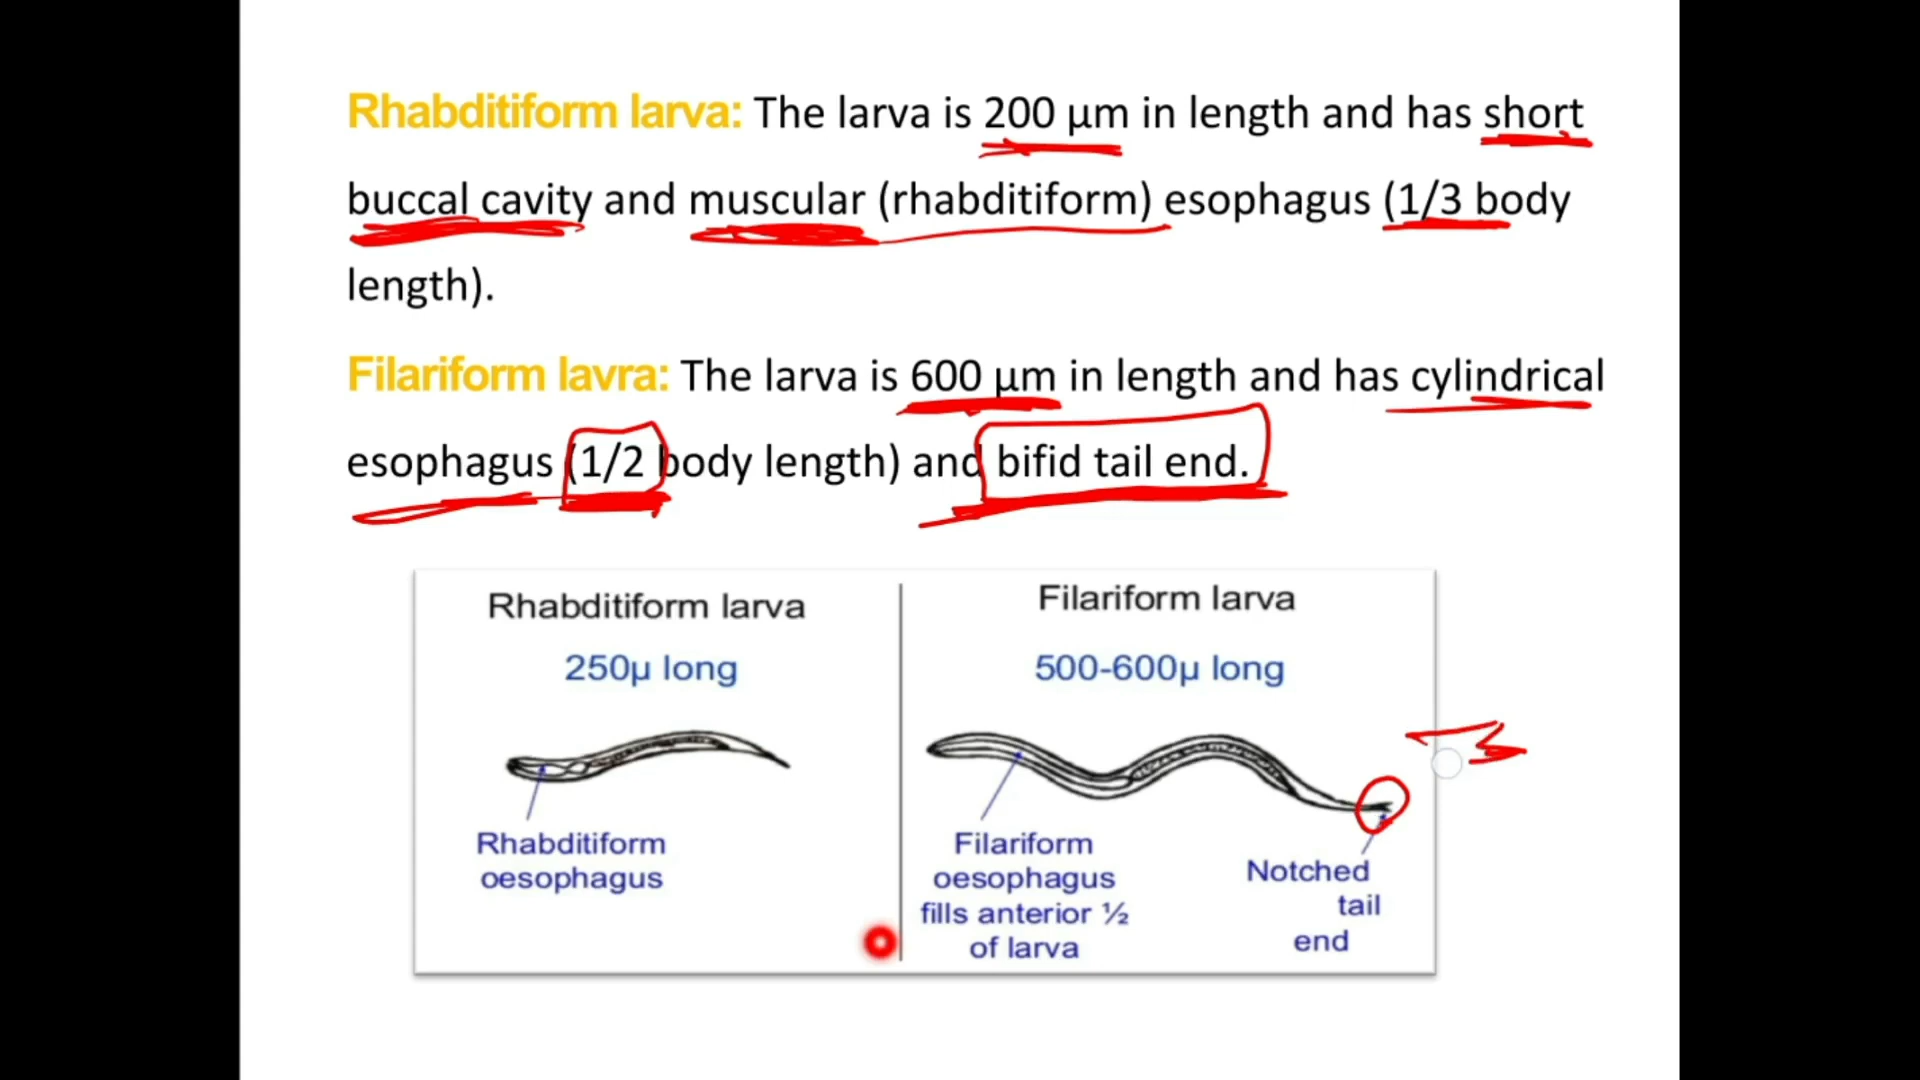 Rhabditiform larva: The larva is 200 µm in length and has short
buccal cavity and muscular (rhabditiform) esophagus (1/3 body
length).
Filariform lavra: The larva is 600 µm in length and has cylindrical
esophagus (1/2 body length) and bifid tail end.
Rhabditiform larva
250µ long
Rhabditiform
oesophagus
Filariform larva
500-600µ long
Filariform
oesophagus
fills anterior ½
of larva
Notched
tail
end